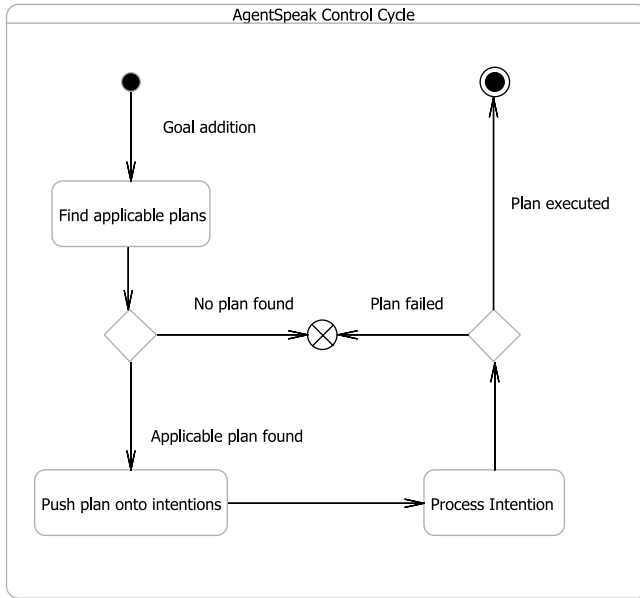 AgentSpeak Control Cycle
Goal addition
Find applicable plans
Plan executed
No plan found
Plan failed
Applicable plan found
Push plan onto intentions
Process Intention